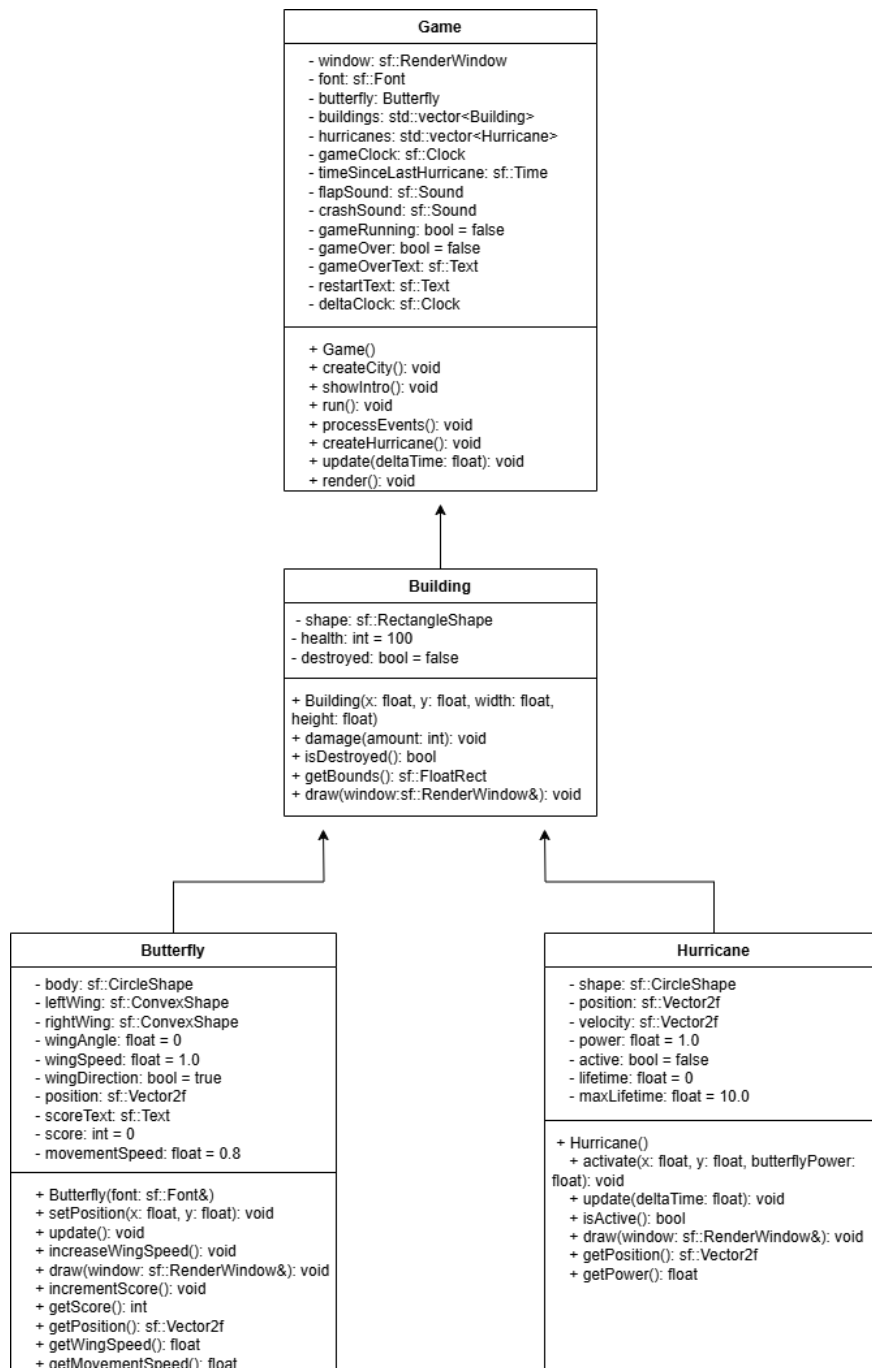 Game
- window: sf::RenderWindow
- font: sf::Font
- butterfly: Butterfly
- buildings: std::vector<Building>
- hurricanes: std::vector<Hurricane>
- gameClock: sf::Clock
- timeSinceLastHurricane: sf::Time
- flapSound: sf::Sound
- crashSound: sf::Sound
- gameRunning: bool = false
- gameOver: bool = false
- gameOverText: sf::Text
- restartText: sf::Text
- deltaClock: sf::Clock
+ Game()
+ createCity(): void
+ showIntro(): void
+ run(): void
+ processEvents(): void
+ createHurricane(): void
+ update(deltaTime: float): void
+ render(): void
Building
- shape: sf::RectangleShape
- health: int = 100
- destroyed: bool = false
+ Building(x: float, y: float, width: float,
height: float)
+ damage(amount: int): void
+ isDestroyed(): bool
+ getBounds(): sf::FloatRect
+ draw(window:sf::RenderWindow&): void
Butterfly
- body: sf::CircleShape
- leftWing: sf::ConvexShape
- rightWing: sf::ConvexShape
- wingAngle: float = 0
- wingSpeed: float = 1.0
- wingDirection: bool = true
- position: sf::Vector2f
- scoreText: sf::Text
- score: int = 0
- movementSpeed: float = 0.8
+ Butterfly(font: sf::Font&)
+ setPosition(x: float, y: float): void
+ update(): void
+ increaseWingSpeed(): void
+ draw(window: sf::RenderWindow&): void
+ incrementScore(): void
+ getScore(): int
+ getPosition(): sf::Vector2f
+ getWingSpeed(): float
+ getMovementSpeed(): float
Hurricane
- shape: sf::CircleShape
- position: sf::Vector2f
- velocity: sf::Vector2f
- power: float = 1.0
- active: bool = false
- lifetime: float = 0
- maxLifetime: float = 10.0
+ Hurricane()
+ activate(x: float, y: float, butterflyPower:
float): void
+ update(deltaTime: float): void
+ isActive(): bool
+ draw(window: sf::RenderWindow&): void
+ getPosition(): sf::Vector2f
+ getPower(): float